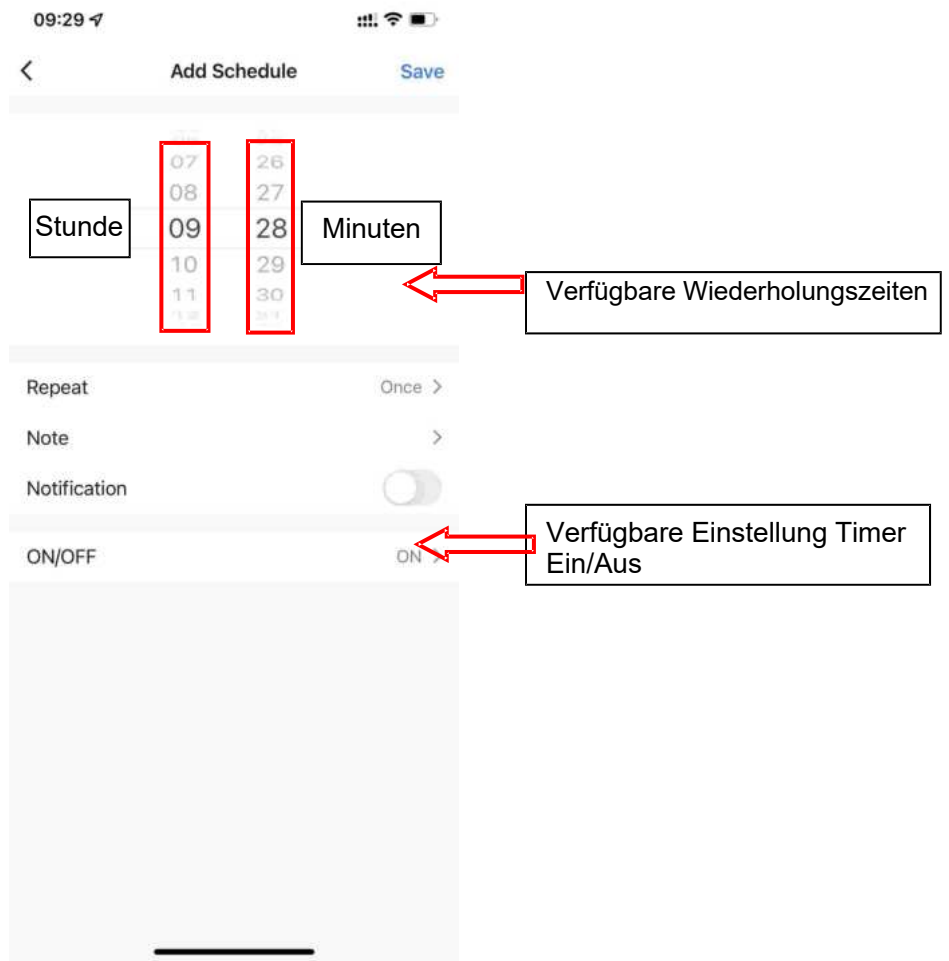 09:29
Add Schedule Save
07 26
08 27
Stunde 09 28 Minuten
10 29
11 30
Verfügbare Wiederholungszeiten
Repeat Once
Note
Notification
Verfügbare Einstellung Timer
Ein/Aus
ON/OFF ON